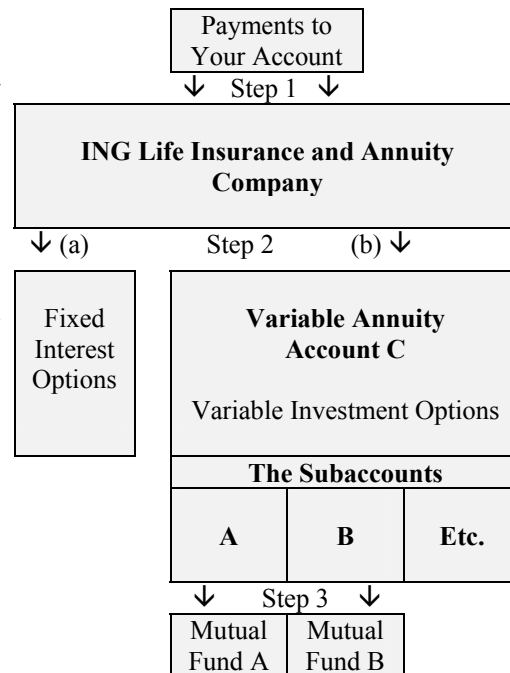 Payments to
Your Account
↓ Step 1 ↓
ING Life Insurance and Annuity
Company
↓ (a) Step 2 (b) ↓
Fixed
Interest
Options
Variable Annuity
Account C
Variable Investment Options
The Subaccounts
A B Etc.
↓ Step 3 ↓
Mutual
Fund A
Mutual
Fund B